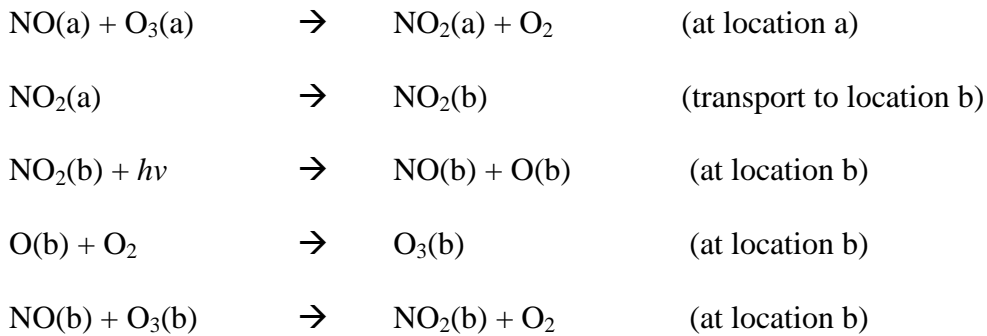 NO(a) + O₃(a) → NO₂(a) + O₂ (at location a)
NO₂(a) → NO₂(b) (transport to location b)
NO₂(b) + hv → NO(b) + O(b) (at location b)
O(b) + O₂ → O₃(b) (at location b)
NO(b) + O₃(b) → NO₂(b) + O₂ (at location b)